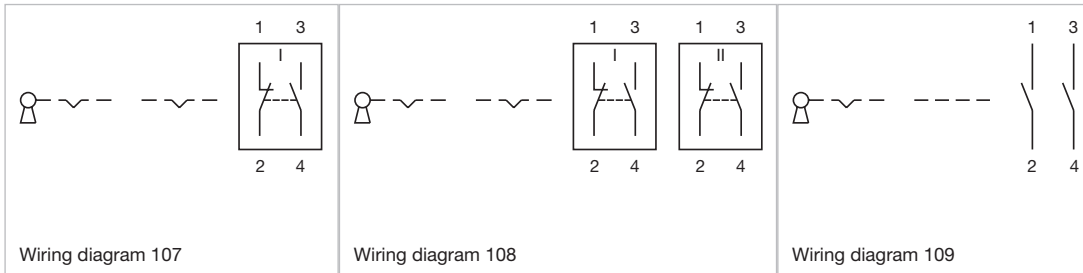 1 3
I
2 4
Wiring diagram 107
1 3 1 3
I II
2 4 2 4
Wiring diagram 108
1 3
2 4
Wiring diagram 109